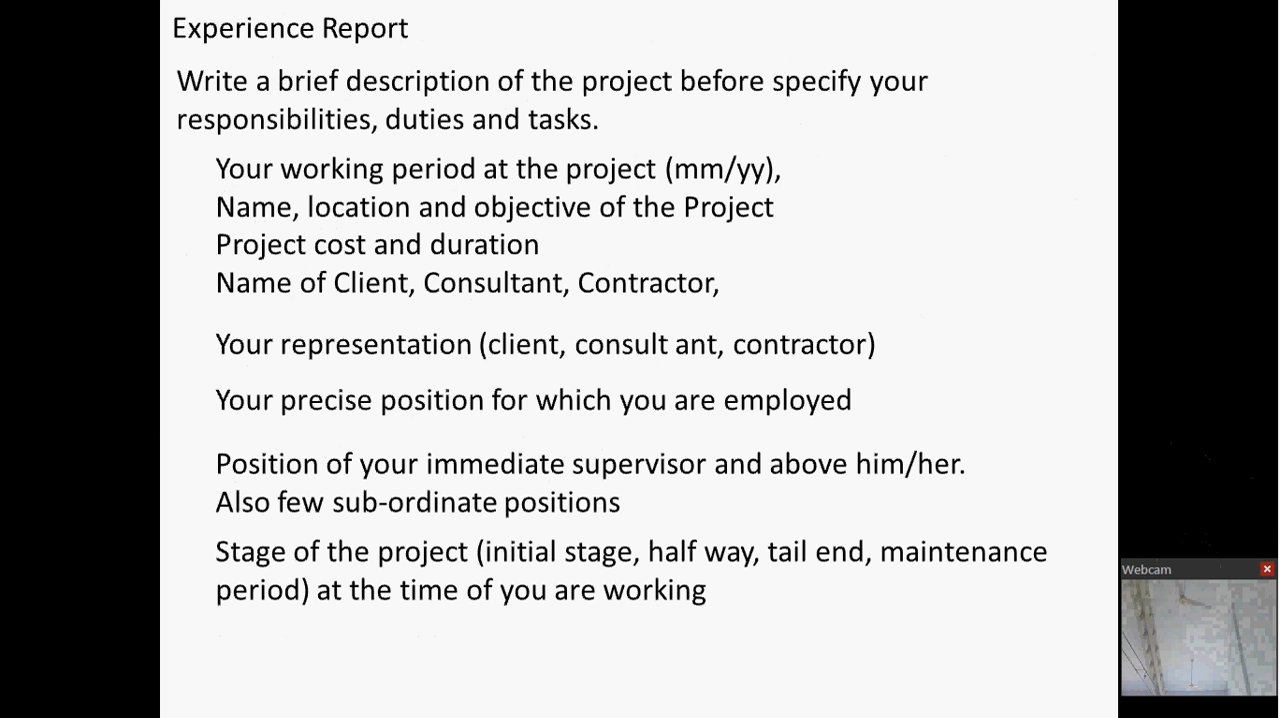 Experience Report
Write a brief description of the project before specify your
responsibilities, duties and tasks.
Your working period at the project (mm/yy),
Name, location and objective of the Project
Project cost and duration
Name of Client, Consultant, Contractor,
Your representation (client, consult ant, contractor)
Your precise position for which you are employed
Position of your immediate supervisor and above him/her.
Also few sub-ordinate positions
Stage of the project (initial stage, half way, tail end, maintenance
period) at the time of you are working
Webcam